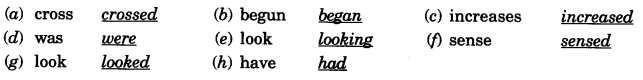 (a) cross crossed (b) begun began (c) increases increased
(d) was were (e) look looking (f) sense sensed
(g) look looked (h) have had